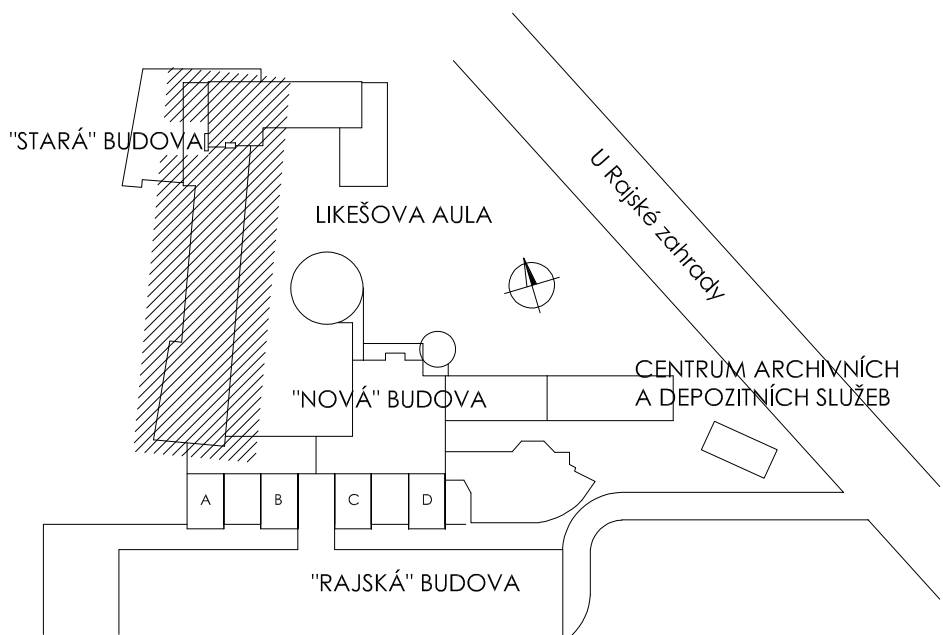 "STARÁ" BUDOVA
LIKEŠOVA AULA
U Rajské zahrady
CENTRUM ARCHIVNÍCH
A DEPOZITNÍCH SLUŽEB
"NOVÁ" BUDOVA
A B C D
"RAJSKÁ" BUDOVA